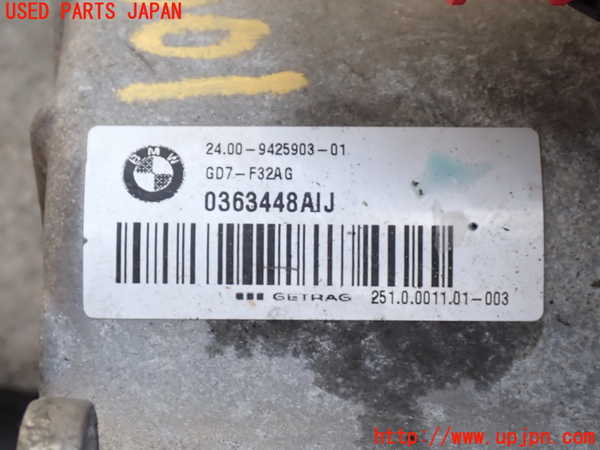 USED PARTS JAPAN
01
BMW
24.00-9425903-01
GD7-F32AG
0363448AIJ
GETRAG 251.0.0011.01-003
http://www.upjpn.com